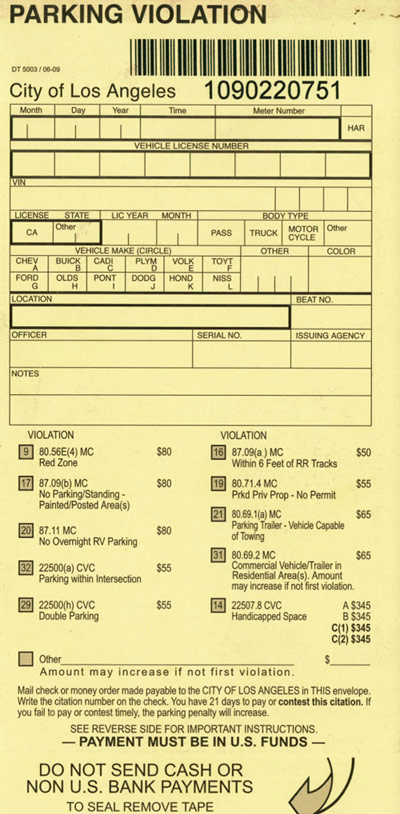 PARKING VIOLATION
DT 5003 / 06-09
City of Los Angeles 1090220751
Month Day Year Time Meter Number
HAR
VEHICLE LICENSE NUMBER
VIN
LICENSE STATE LIC YEAR MONTH BODY TYPE
CA Other PASS TRUCK MOTOR CYCLE Other
VEHICLE MAKE (CIRCLE) OTHER COLOR
CHEV A BUICK B CADI C PLYM D VOLK E TOYT F
FORD G OLDS H PONT I DODG J HOND K NISS L
LOCATION BEAT NO.
OFFICER SERIAL NO. ISSUING AGENCY
NOTES
VIOLATION
9 80.56E(4) MC $80
Red Zone
17 87.09(b) MC $80
No Parking/Standing -
Painted/Posted Area(s)
20 87.11 MC $80
No Overnight RV Parking
32 22500(a) CVC $55
Parking within Intersection
29 22500(h) CVC $55
Double Parking
VIOLATION
16 87.09(a ) MC $50
Within 6 Feet of RR Tracks
19 80.71.4 MC $55
Prkd Priv Prop - No Permit
21 80.69.1(a) MC $65
Parking Trailer - Vehicle Capable
of Towing
31 80.69.2 MC $65
Commercial Vehicle/Trailer in
Residential Area(s). Amount
may increase if not first violation.
14 22507.8 CVC A $345
Handicapped Space B $345
C(1) $345
C(2) $345
Other $
Amount may increase if not first violation.
Mail check or money order made payable to the CITY OF LOS ANGELES in THIS envelope.
Write the citation number on the check. You have 21 days to pay or contest this citation. If
you fail to pay or contest timely, the parking penalty will increase.
SEE REVERSE SIDE FOR IMPORTANT INSTRUCTIONS.
— PAYMENT MUST BE IN U.S. FUNDS —
DO NOT SEND CASH OR
NON U.S. BANK PAYMENTS
TO SEAL REMOVE TAPE